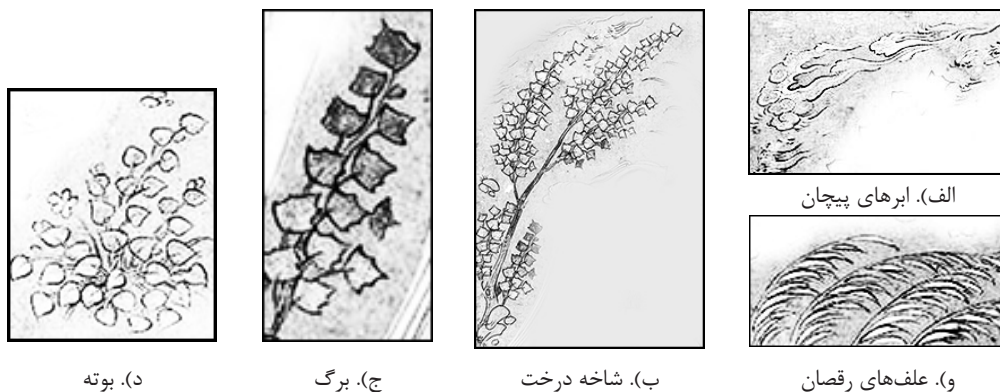 الف). ابرهای پیچان
و). علف‌های رقصان
ب). شاخه درخت
ج). برگ
د). بوته